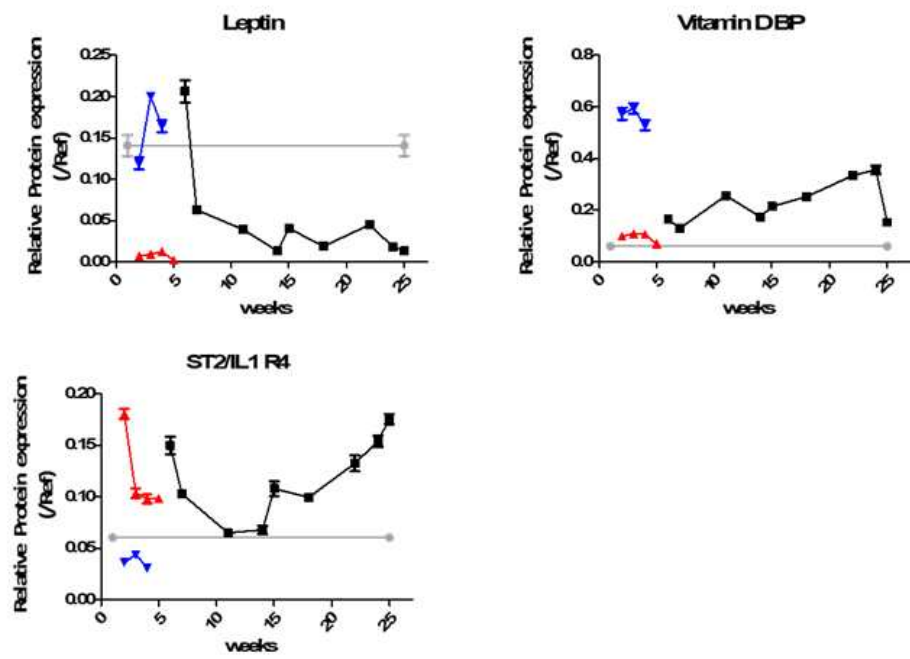 Leptin
Relative Protein expression
(/Ref)
0.25
0.20
0.15
0.10
0.05
0.00
0
5
10
15
20
25
weeks
Vitamin DBP
Relative Protein expression
(/Ref)
0.8
0.6
0.4
0.2
0.0
0
5
10
15
20
25
weeks
ST2/IL1 R4
Relative Protein expression
(/Ref)
0.20
0.15
0.10
0.05
0.00
0
5
10
15
20
25
weeks